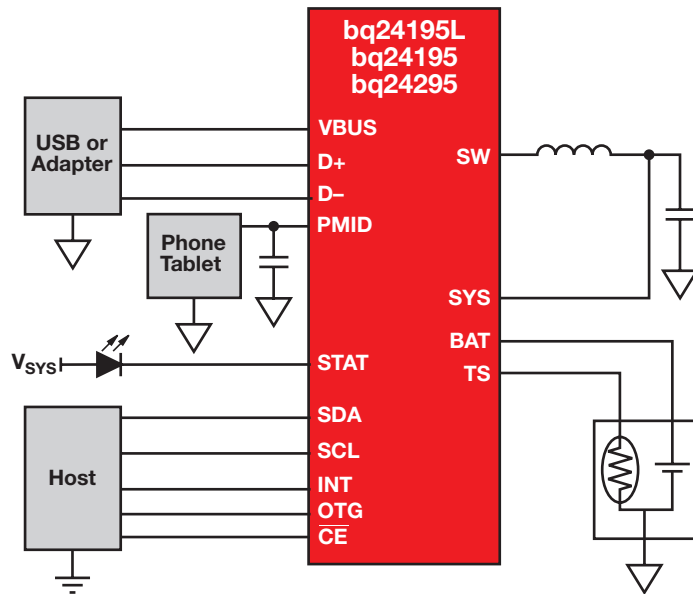 bq24195L
bq24195
bq24295
USB or
Adapter
VBUS
D+
D–
PMID
Phone
Tablet
SW
SYS
BAT
TS
VSYS
STAT
Host
SDA
SCL
INT
OTG
CE